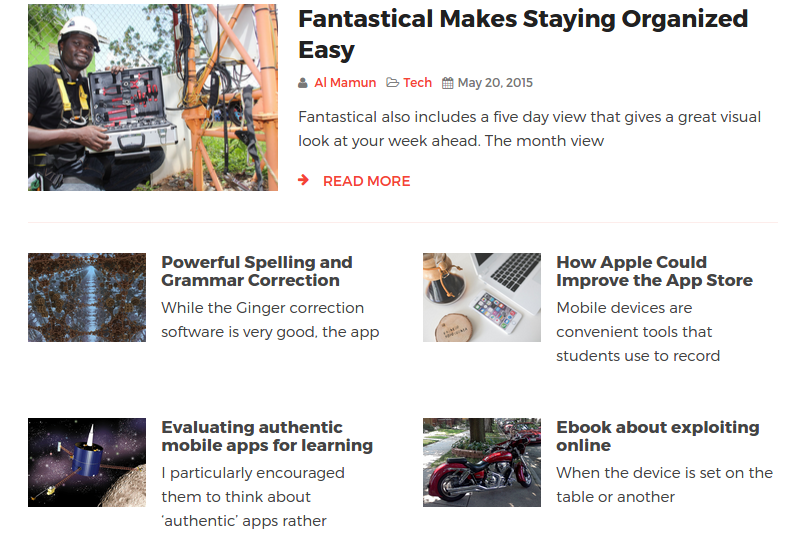 Fantastical Makes Staying Organized
Easy
Al Mamun Tech May 20, 2015
Fantastical also includes a five day view that gives a great visual
look at your week ahead. The month view
READ MORE
Powerful Spelling and
Grammar Correction
While the Ginger correction
software is very good, the app
How Apple Could
Improve the App Store
Mobile devices are
convenient tools that
students use to record
Evaluating authentic
mobile apps for learning
I particularly encouraged
them to think about
‘authentic’ apps rather
Ebook about exploiting
online
When the device is set on the
table or another